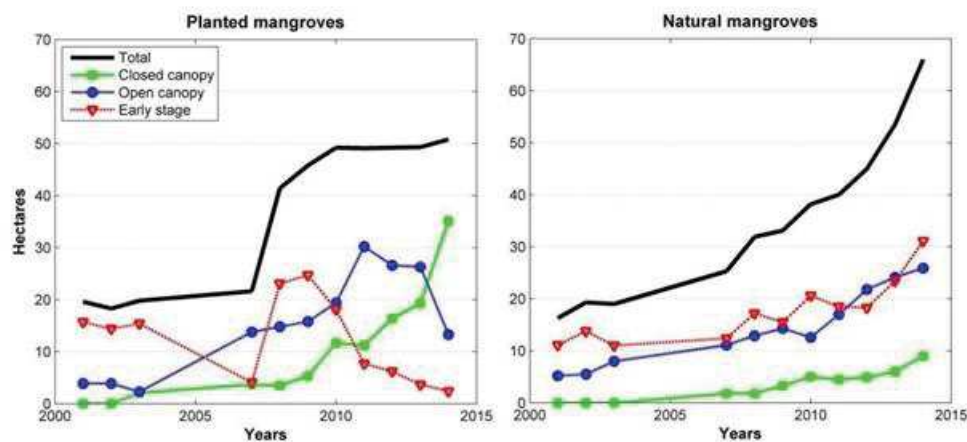 Planted mangroves
70
60
50
40
30
20
10
0
Hectares
Total
Closed canopy
Open canopy
Early stage
2000 2005 2010 2015
Years
Natural mangroves
70
60
50
40
30
20
10
0
2000 2005 2010 2015
Years